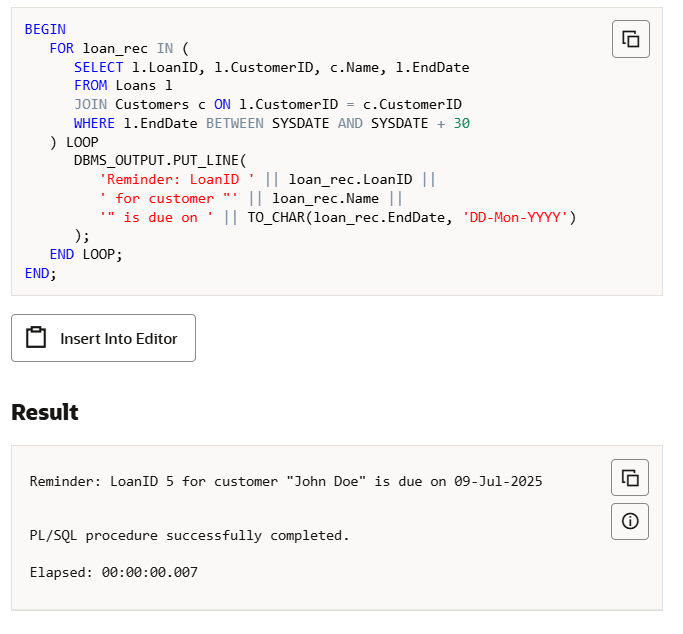 BEGIN
FOR loan_rec IN (
SELECT l.LoanID, l.CustomerID, c.Name, l.EndDate
FROM Loans l
JOIN Customers c ON l.CustomerID = c.CustomerID
WHERE l.EndDate BETWEEN SYSDATE AND SYSDATE + 30
) LOOP
DBMS_OUTPUT.PUT_LINE(
'Reminder: LoanID ' || loan_rec.LoanID ||
' for customer "' || loan_rec.Name ||
'" is due on ' || TO_CHAR(loan_rec.EndDate, 'DD-Mon-YYYY')
);
END LOOP;
END;
Insert Into Editor
Result
Reminder: LoanID 5 for customer "John Doe" is due on 09-Jul-2025
PL/SQL procedure successfully completed.
Elapsed: 00:00:00.007